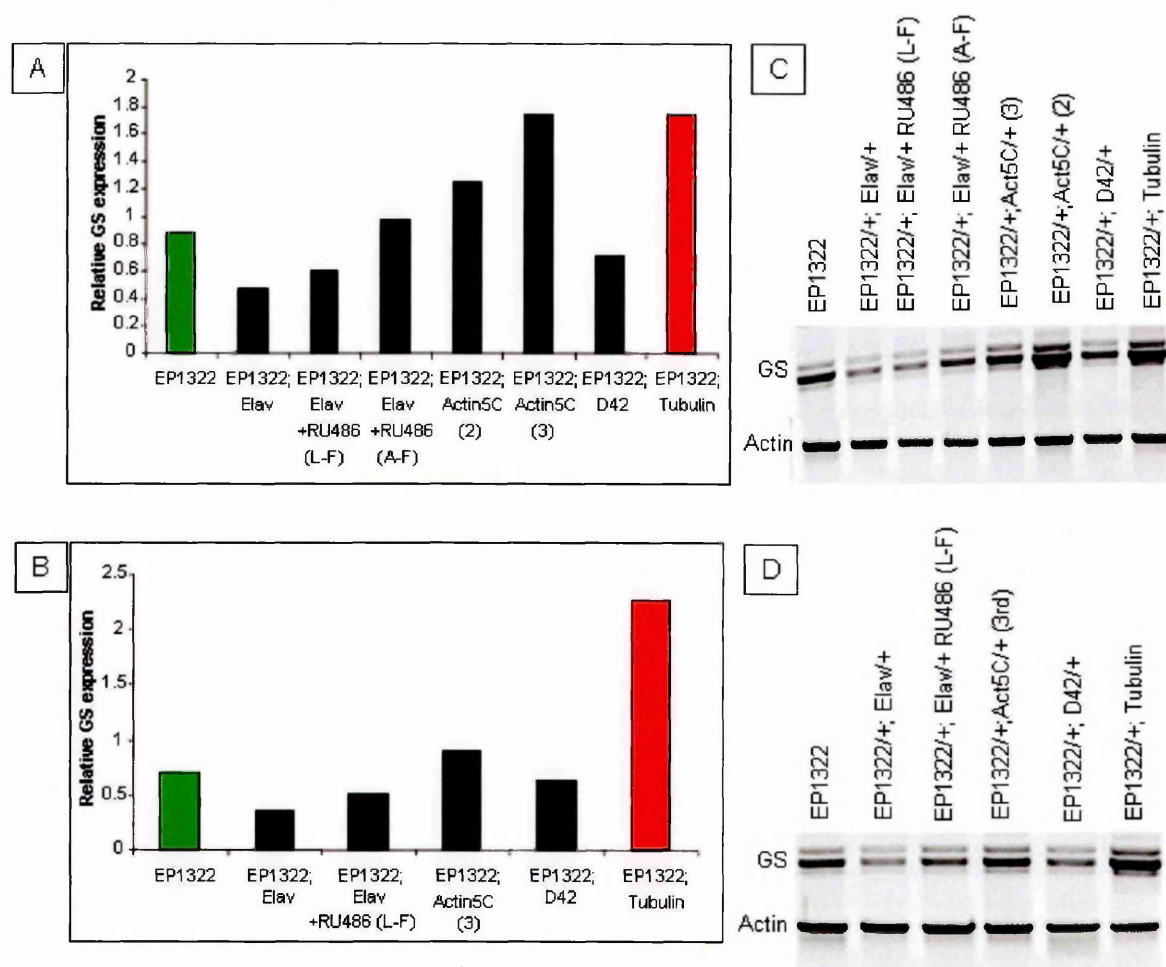 A
Relative GS expression
2
1.8
1.6
1.2
0.8
0.6
0.4
0.2
0
EP1322
EP1322; Elav
EP1322; Elav +RU486 (L-F)
EP1322; Elav +RU486 (A-F)
EP1322; Actin5C (2)
EP1322; Actin5C (3)
EP1322; D42
EP1322; Tubulin
C
EP1322
EP1322/+; Elav/+
EP1322/+; Elav/+ RU486 (L-F)
EP1322/+; Elav/+ RU486 (A-F)
EP1322/+;Act5C/+ (3)
EP1322/+;Act5C/+ (2)
EP1322/+; D42/+
EP1322/+; Tubulin
GS
Actin
B
Relative GS expression
2.5
2
1.5
1
0.5
0
EP1322
EP1322; Elav
EP1322; Elav +RU486 (L-F)
EP1322; Actin5C (3)
EP1322; D42
EP1322; Tubulin
D
EP1322
EP1322/+; Elav/+
EP1322/+; Elav/+ RU486 (L-F)
EP1322/+;Act5C/+ (3rd)
EP1322/+; D42/+
EP1322/+; Tubulin
GS
Actin